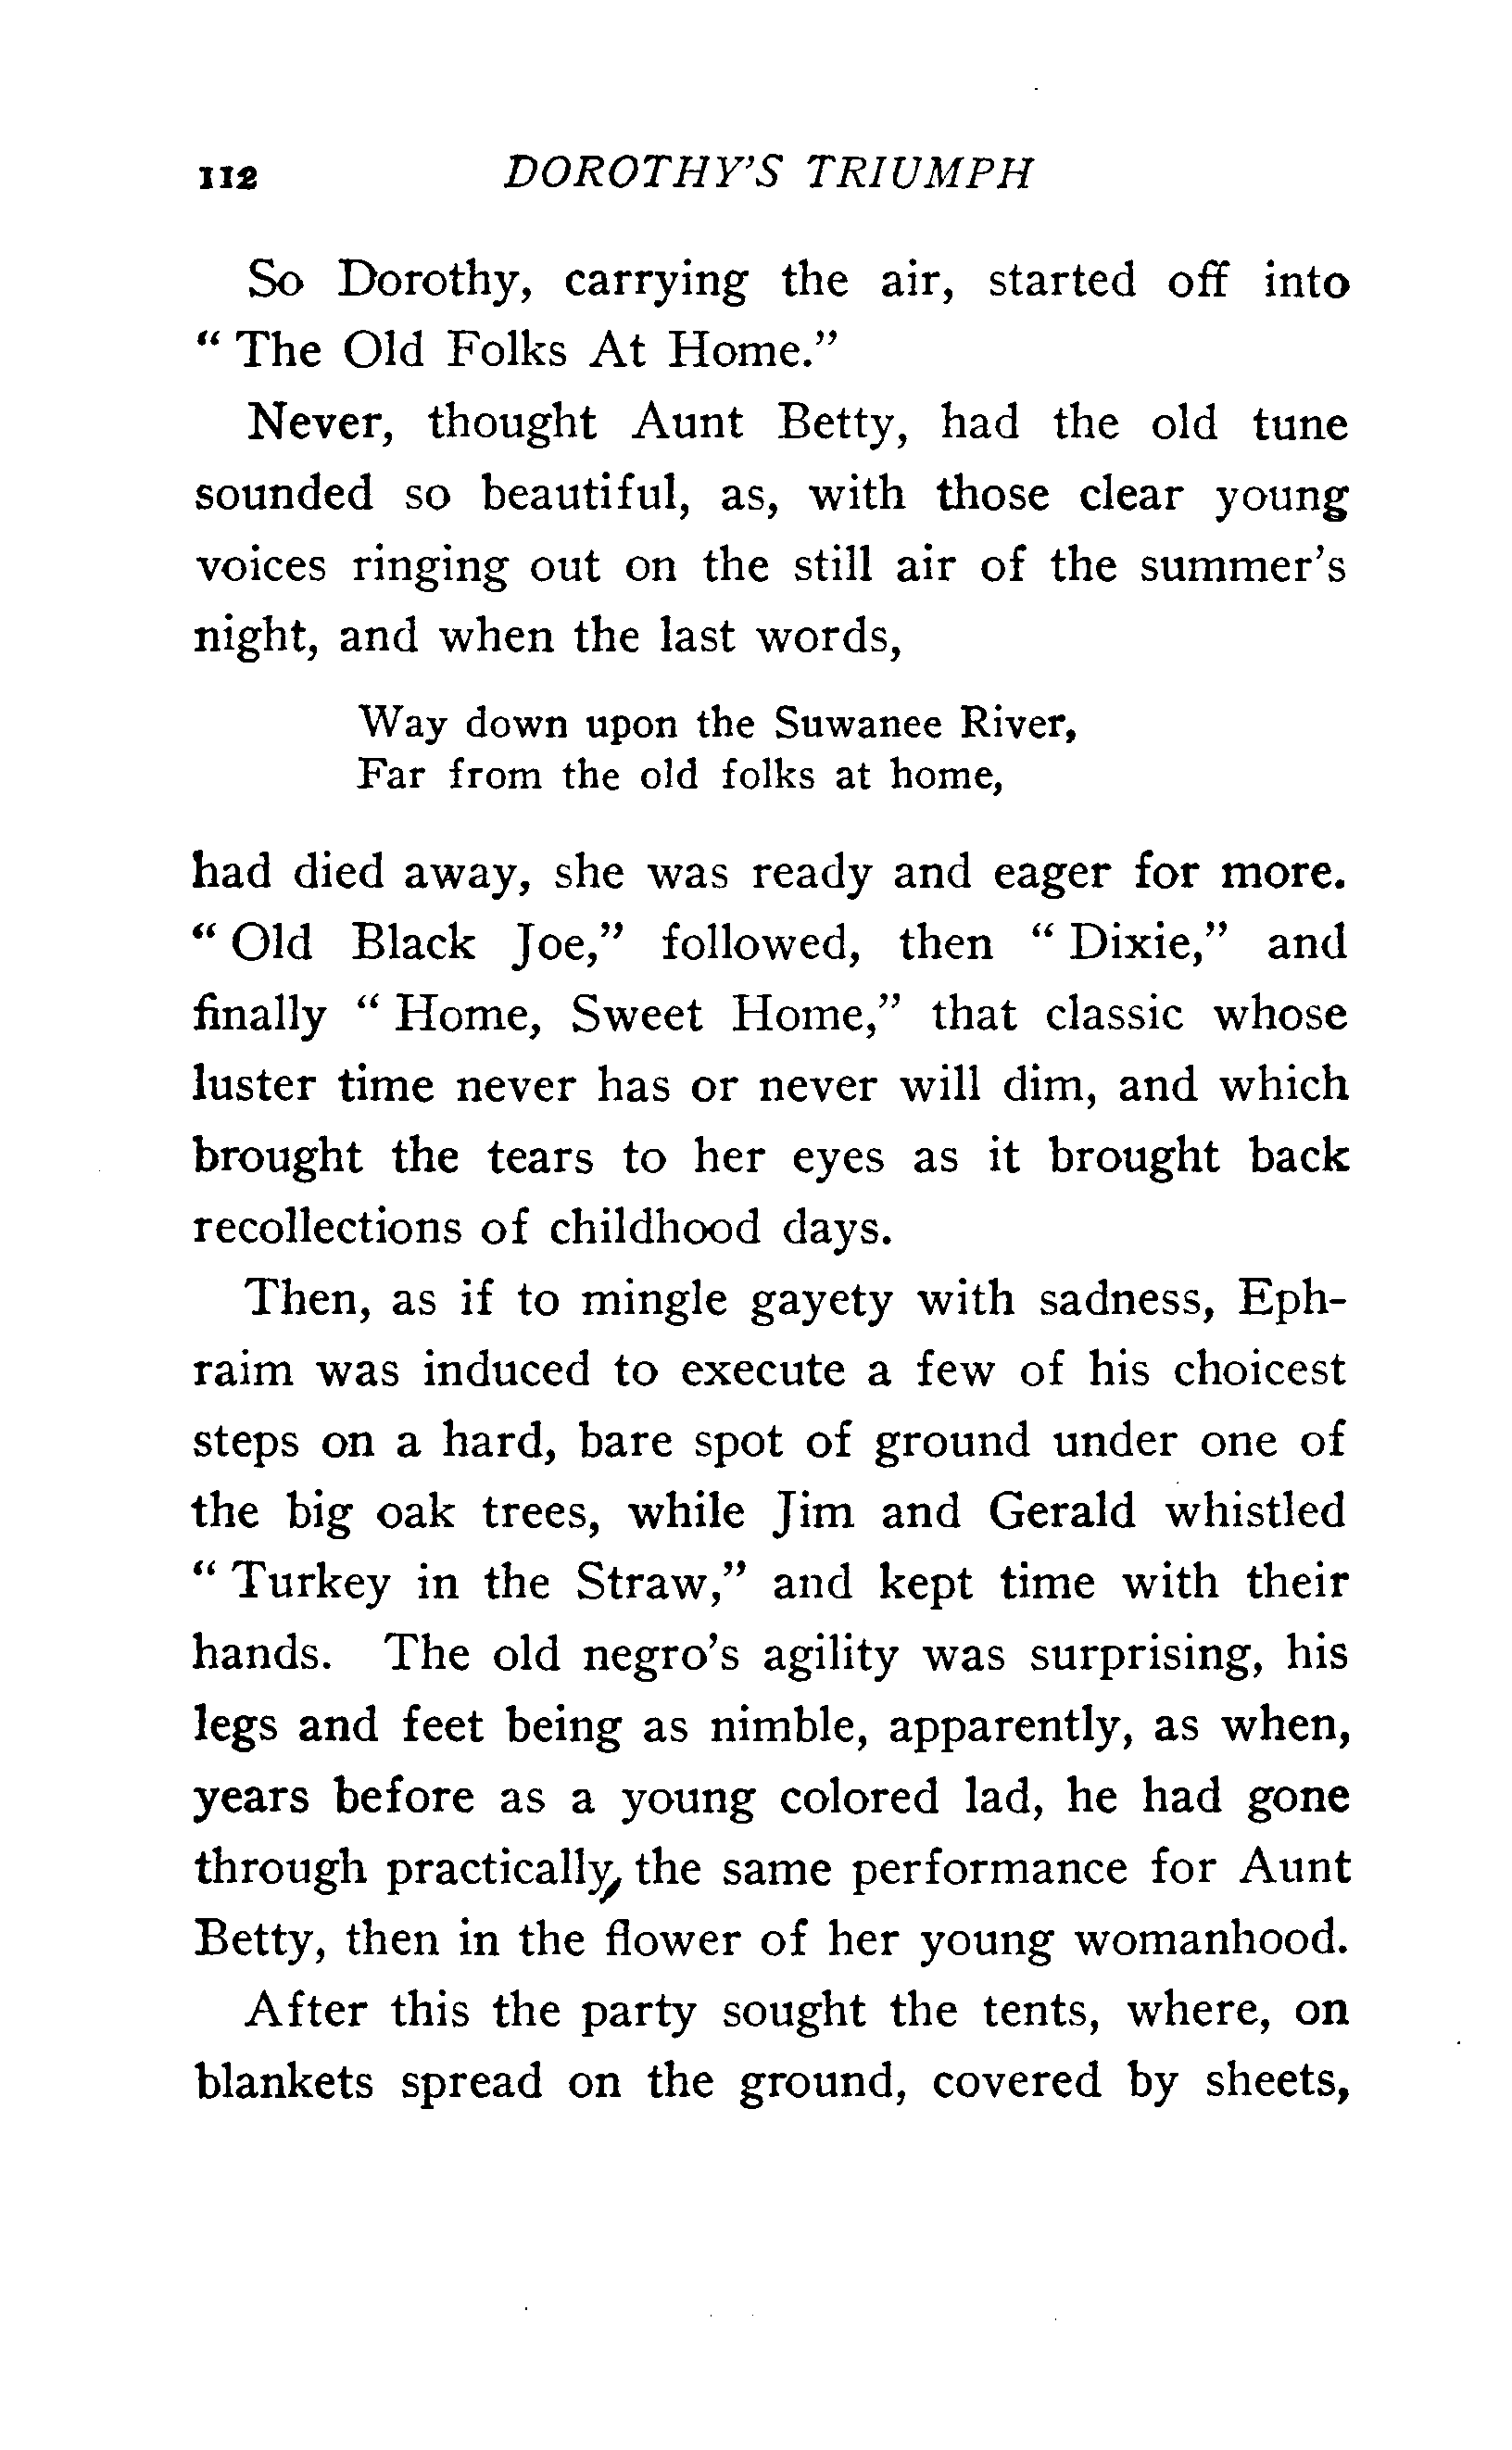 112 DOROTHY'S TRIUMPH
So Dorothy, carrying the air, started off into
" The Old Folks At Home."
Never, thought Aunt Betty, had the old tune
sounded so beautiful, as, with those clear young
voices ringing out on the still air of the summer's
night, and when the last words,
Way down upon the Suwanee River,
Far from the old folks at home,
had died away, she was ready and eager for more.
" Old Black Joe," followed, then " Dixie," and
finally " Home, Sweet Home," that classic whose
luster time never has or never will dim, and which
brought the tears to her eyes as it brought back
recollections of childhood days.
Then, as if to mingle gayety with sadness, Eph-
raim was induced to execute a few of his choicest
steps on a hard, bare spot of ground under one of
the big oak trees, while Jim and Gerald whistled
" Turkey in the Straw," and kept time with their
hands. The old negro's agility was surprising, his
legs and feet being as nimble, apparently, as when,
years before as a young colored lad, he had gone
through practically, the same performance for Aunt
Betty, then in the flower of her young womanhood.
After this the party sought the tents, where, on
blankets spread on the ground, covered by sheets,